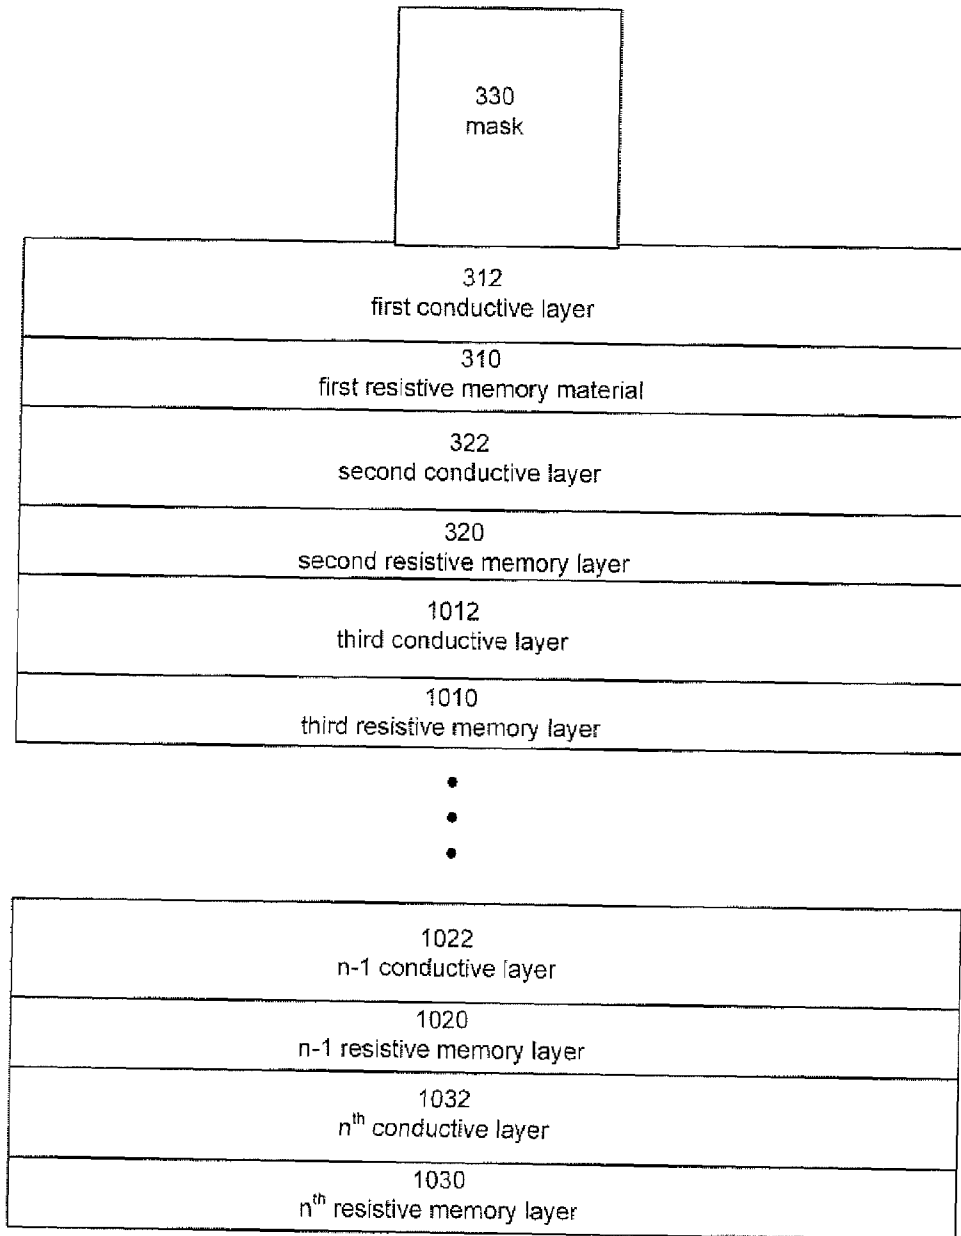 330
mask
312
first conductive layer
310
first resistive memory material
322
second conductive layer
320
second resistive memory layer
1012
third conductive layer
1010
third resistive memory layer
1022
n-1 conductive layer
1020
n-1 resistive memory layer
1032
nth conductive layer
1030
nth resistive memory layer